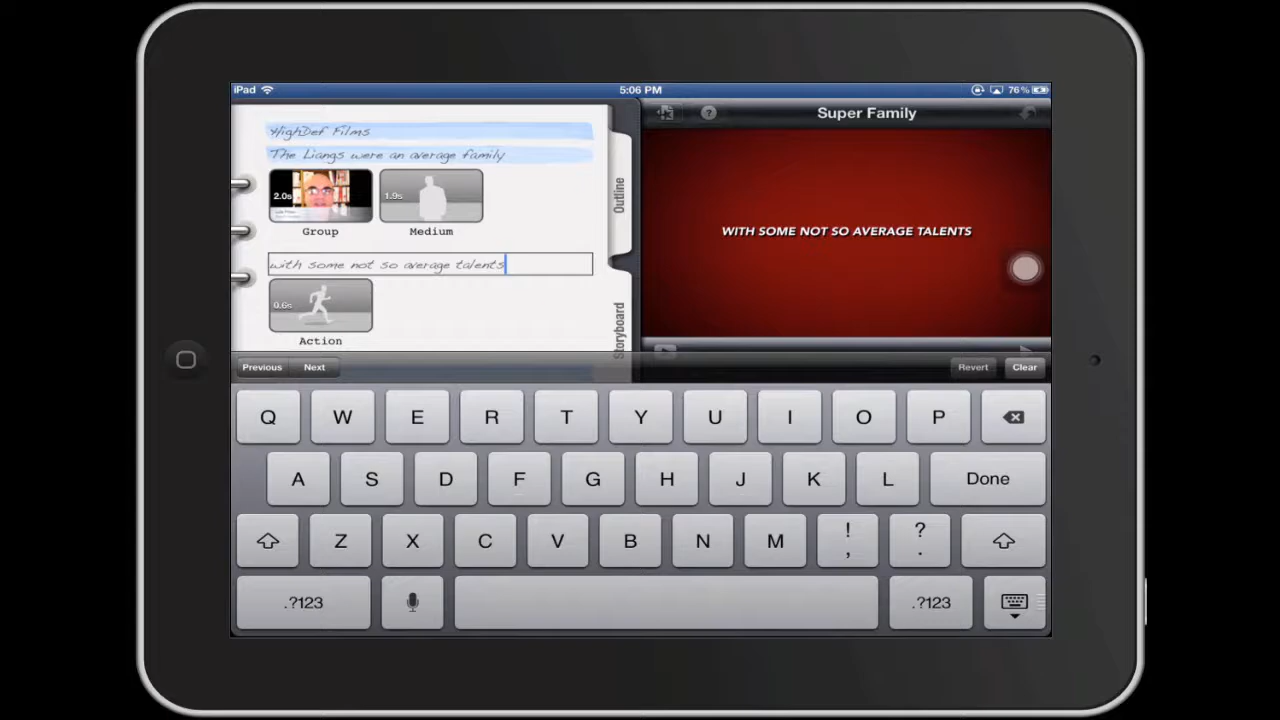 iPad 5:06 PM 76%
HighDef Films
The Liangs were an average family
2.0s 1.9s
Group Medium
with some not so average talents
0.6s
Action
Outline
Storyboard
? Super Family
WITH SOME NOT SO AVERAGE TALENTS
Previous Next Revert Clear
Q W E R T Y U I O P
A S D F G H J K L Done
Z X C V B N M ! , ? .
.?123 .?123